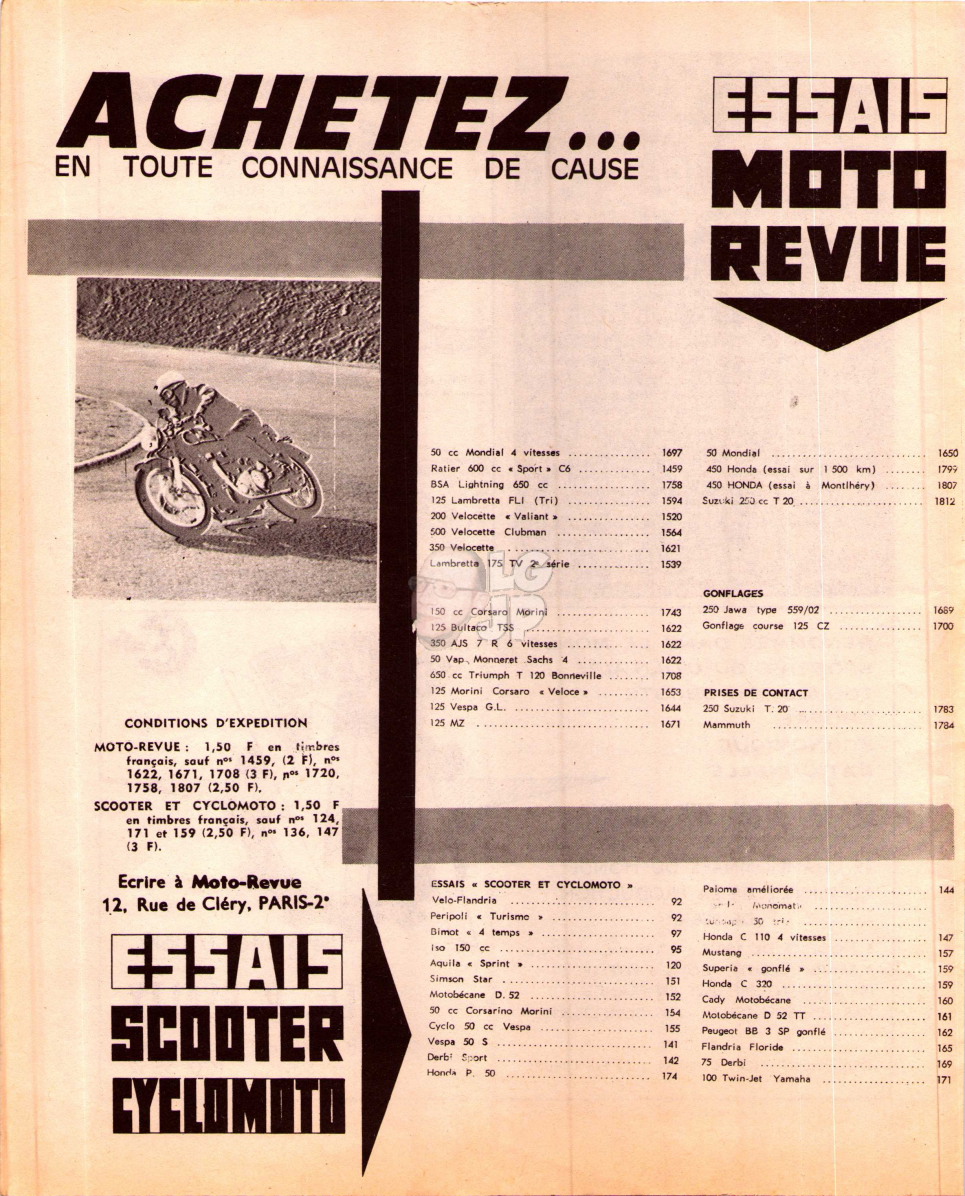 ACHETEZ...
EN TOUTE CONNAISSANCE DE CAUSE
ESSAIS
MOTO
REVUE
50 cc Mondial 4 vitesses ................ 1697
Ratier 600 cc « Sport » C6 .............. 1459
BSA Lightning 650 cc .................... 1758
125 Lambretta FLI (Tri) ................. 1594
200 Velocette « Valiant » ............... 1520
500 Velocette Clubman ................... 1564
350 Velocette ........................... 1621
Lambretta 175 TV 2e série ............... 1539
150 cc Corsaro Morini ................... 1743
125 Bultaco TSS ......................... 1622
350 AJS 7 R 6 vitesses .................. 1622
50 Vap. Monneret Sachs 4 ................ 1622
650 cc Triumph T 120 Bonneville ........ 1708
125 Morini Corsaro « Veloce » .......... 1653
125 Vespa G.L. .......................... 1644
125 MZ .................................. 1671
50 Mondial .............................. 1650
450 Honda (essai sur 1 500 km) ........ 1799
450 HONDA (essai à Montlhéry) ........ 1807
Suzuki 250 cc T 20 ...................... 1812
GONFLAGES
250 Jawa type 559/02 .................... 1689
Gonflage course 125 CZ .................. 1700
PRISES DE CONTACT
250 Suzuki T. 20 ........................ 1783
Mammuth ................................. 1784
LG
JP
CONDITIONS D'EXPEDITION
MOTO-REVUE : 1,50 F en timbres
français, sauf nos 1459, (2 F), nos
1622, 1671, 1708 (3 F), nos 1720,
1758, 1807 (2,50 F).
SCOOTER ET CYCLOMOTO : 1,50 F
en timbres français, sauf nos 124,
171 et 159 (2,50 F), nos 136, 147
(3 F).
Ecrire à Moto-Revue
12, Rue de Cléry, PARIS-2e
ESSAIS
SCOOTER
CYCLOMOTO
ESSAIS « SCOOTER ET CYCLOMOTO »
Velo-Flandria ........................... 92
Peripoli « Turismo » .................... 92
Bimot « 4 temps » ....................... 97
Iso 150 cc .............................. 95
Aquila « Sprint » ....................... 120
Simson Star ............................. 151
Motobécane D. 52 ........................ 152
50 cc Corsarino Morini .................. 154
Cyclo 50 cc Vespa ....................... 155
Vespa 50 S .............................. 141
Derbi Sport ............................. 142
Honda P. 50 ............................. 174
Paloma améliorée ........................ 144
Honda C 110 4 vitesses .................. 147
Mustang ................................. 157
Superia « gonflé » ...................... 159
Honda C 320 ............................. 159
Cady Motobécane ......................... 160
Motobécane D 52 TT ...................... 161
Peugeot BB 3 SP gonflé .................. 162
Flandria Floride ........................ 165
75 Derbi ................................ 169
100 Twin-Jet Yamaha ..................... 171